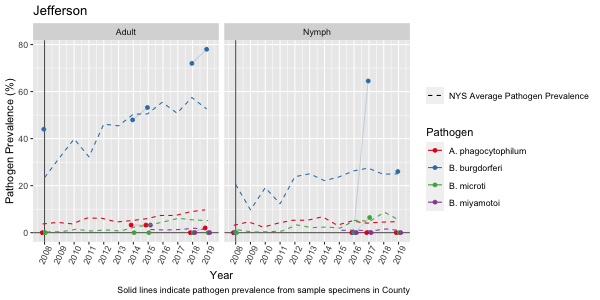 Jefferson
Adult
Nymph
Pathogen Prevalence (%)
80
60
40
20
0
2008 2009 2010 2011 2012 2013 2014 2015 2016 2017 2018 2019
2008 2009 2010 2011 2012 2013 2014 2015 2016 2017 2018 2019
Year
NYS Average Pathogen Prevalence
Pathogen
A. phagocytophilum
B. burgdorferi
B. microti
B. miyamotoi
Solid lines indicate pathogen prevalence from sample specimens in County